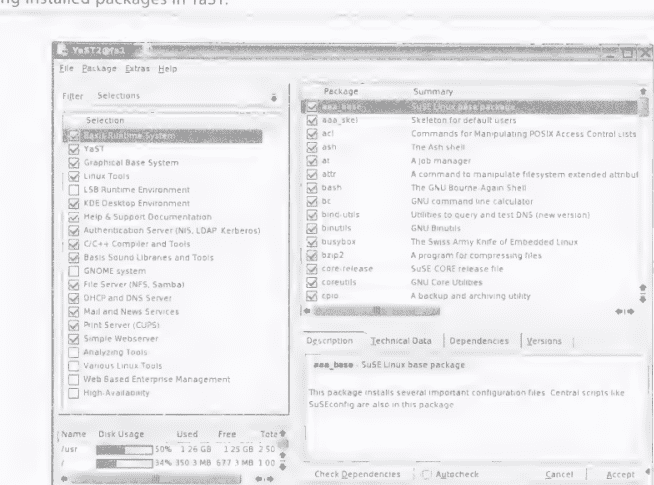 ng installed packages in YaST.
YaST2@fs1
File Package Extras Help
Filter Selections
Selection
Basis Runtime System
YaST
Graphical Base System
Linux Tools
LSB Runtime Environment
KDE Desktop Environment
Help & Support Documentation
Authentication Server (NIS, LDAP, Kerberos)
C/C++ Compiler and Tools
Basis Sound Libraries and Tools
GNOME system
File Server (NFS, Samba)
DHCP and DNS Server
Mail and News Services
Print Server (CUPS)
Simple Webserver
Analyzing Tools
Various Linux Tools
Web Based Enterprise Management
High Availability
Name Disk Usage Used Free Tota
/usr 50% 1.26 GB 1.25 GB 2.50
/ 34% 350.3 MB 677.3 MB 1.00
Package Summary
aaa_base SuSE Linux base package
aaa_skel Skeleton for default users
acl Commands for Manipulating POSIX Access Control Lists
ash The Ash shell
at A job manager
attr A command to manipulate filesystem extended attribut
bash The GNU Bourne-Again Shell
bc GNU command line calculator
bind-utils Utilities to query and test DNS (new version)
binutils GNU Binutils
busybox The Swiss Army Knife of Embedded Linux
bzip2 A program for compressing files
core-release SuSE CORE release file
coreutils GNU Core Utilities
cpio A backup and archiving utility
Description Technical Data Dependencies Versions
aaa_base - SuSE Linux base package
This package installs several important configuration files. Central scripts like
SuSEconfig are also in this package.
Check Dependencies Autocheck Cancel Accept